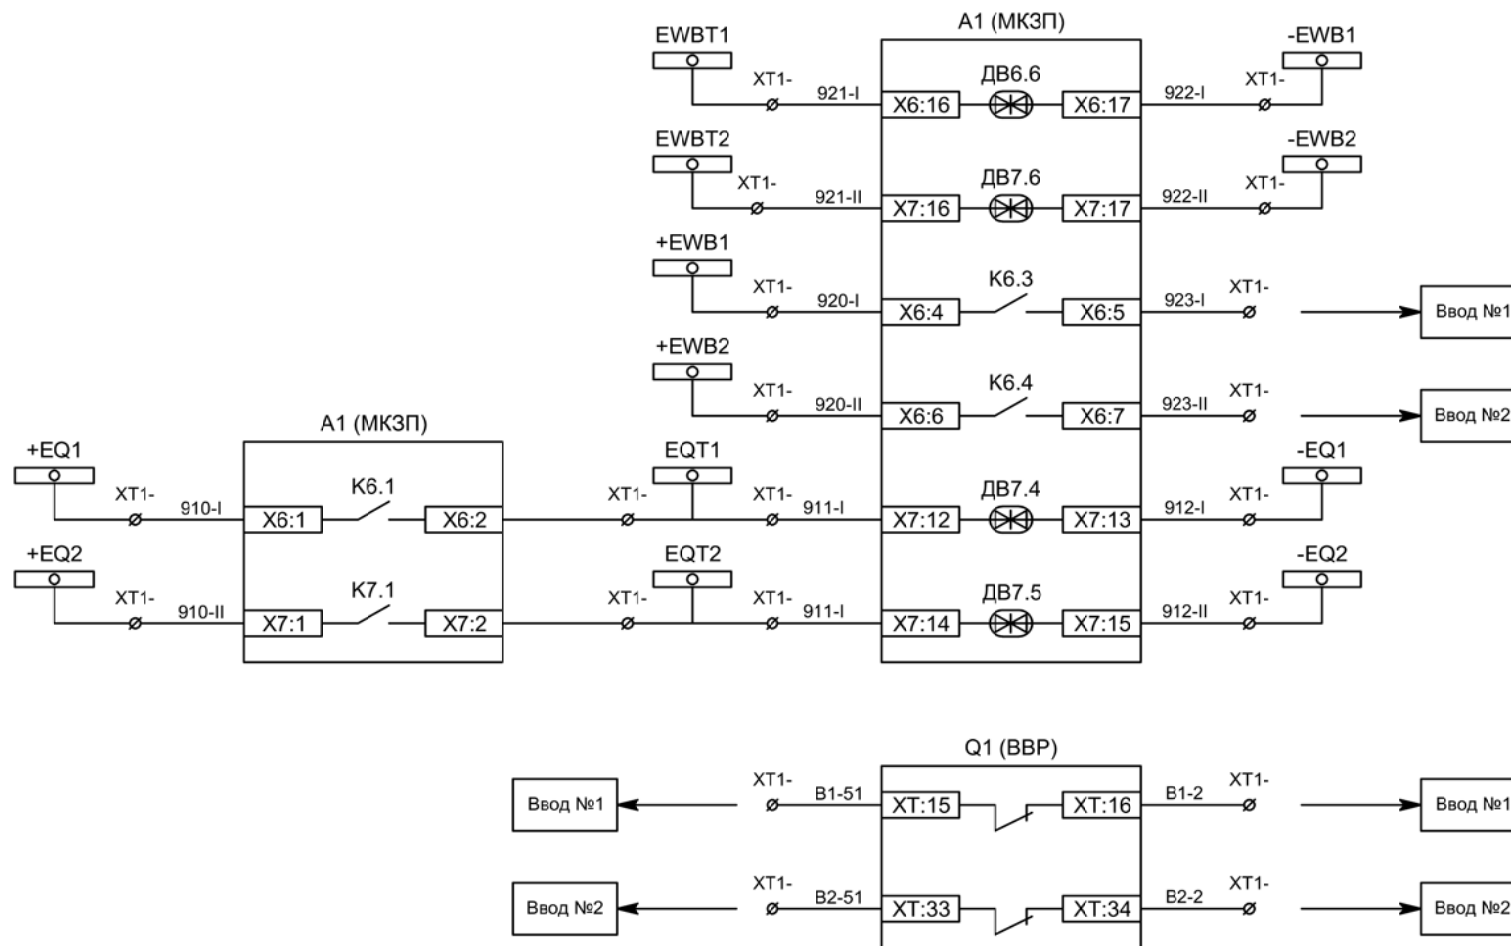 A1 (МКЗП)
EWBT1
-EWB1
XT1-
921-I
X6:16
ДВ6.6
X6:17
922-I
XT1-
EWBT2
-EWB2
XT1-
921-II
X7:16
ДВ7.6
X7:17
922-II
XT1-
+EWB1
XT1-
920-I
X6:4
К6.3
X6:5
923-I
XT1-
Ввод №1
+EWB2
XT1-
920-II
X6:6
К6.4
X6:7
923-II
XT1-
Ввод №2
A1 (МКЗП)
+EQ1
XT1-
910-I
X6:1
К6.1
X6:2
XT1-
EQT1
XT1-
911-I
X7:12
ДВ7.4
X7:13
912-I
XT1-
-EQ1
+EQ2
XT1-
910-II
X7:1
К7.1
X7:2
XT1-
EQT2
XT1-
911-I
X7:14
ДВ7.5
X7:15
912-II
XT1-
-EQ2
Q1 (ВВР)
Ввод №1
XT1-
B1-51
XT:15
XT:16
B1-2
XT1-
Ввод №1
Ввод №2
XT1-
B2-51
XT:33
XT:34
B2-2
XT1-
Ввод №2